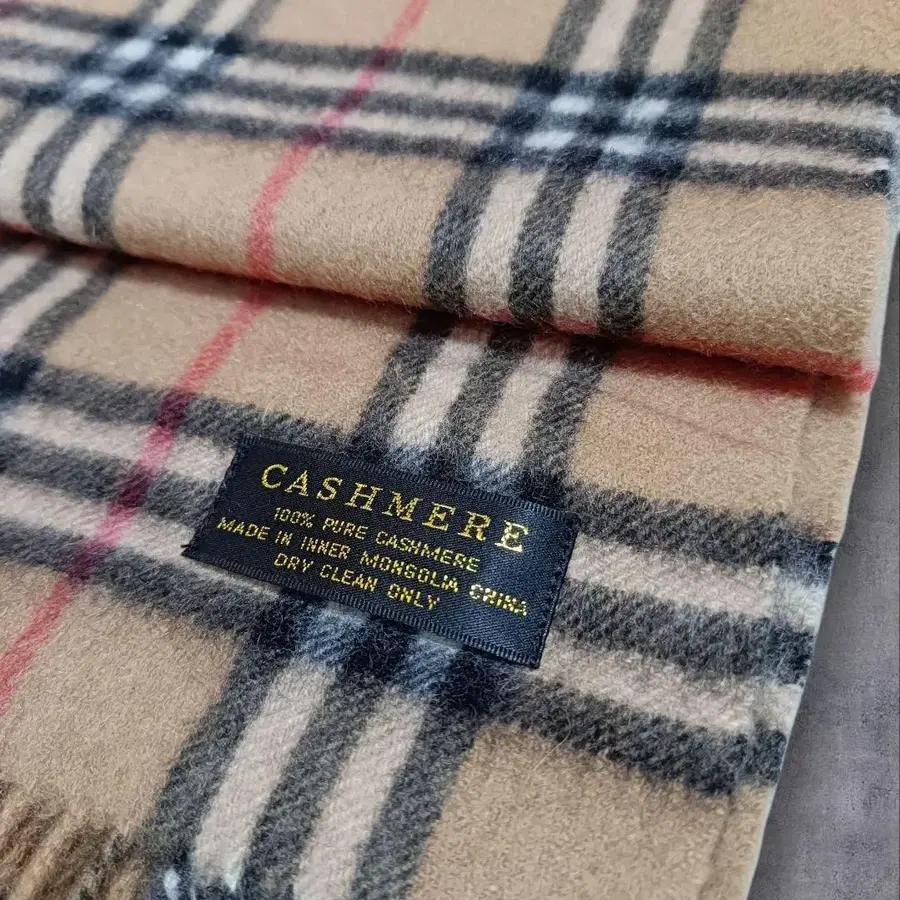 CASHMERE
100% PURE CASHMERE
MADE IN INNER MONGOLIA CHINA
DRY CLEAN ONLY